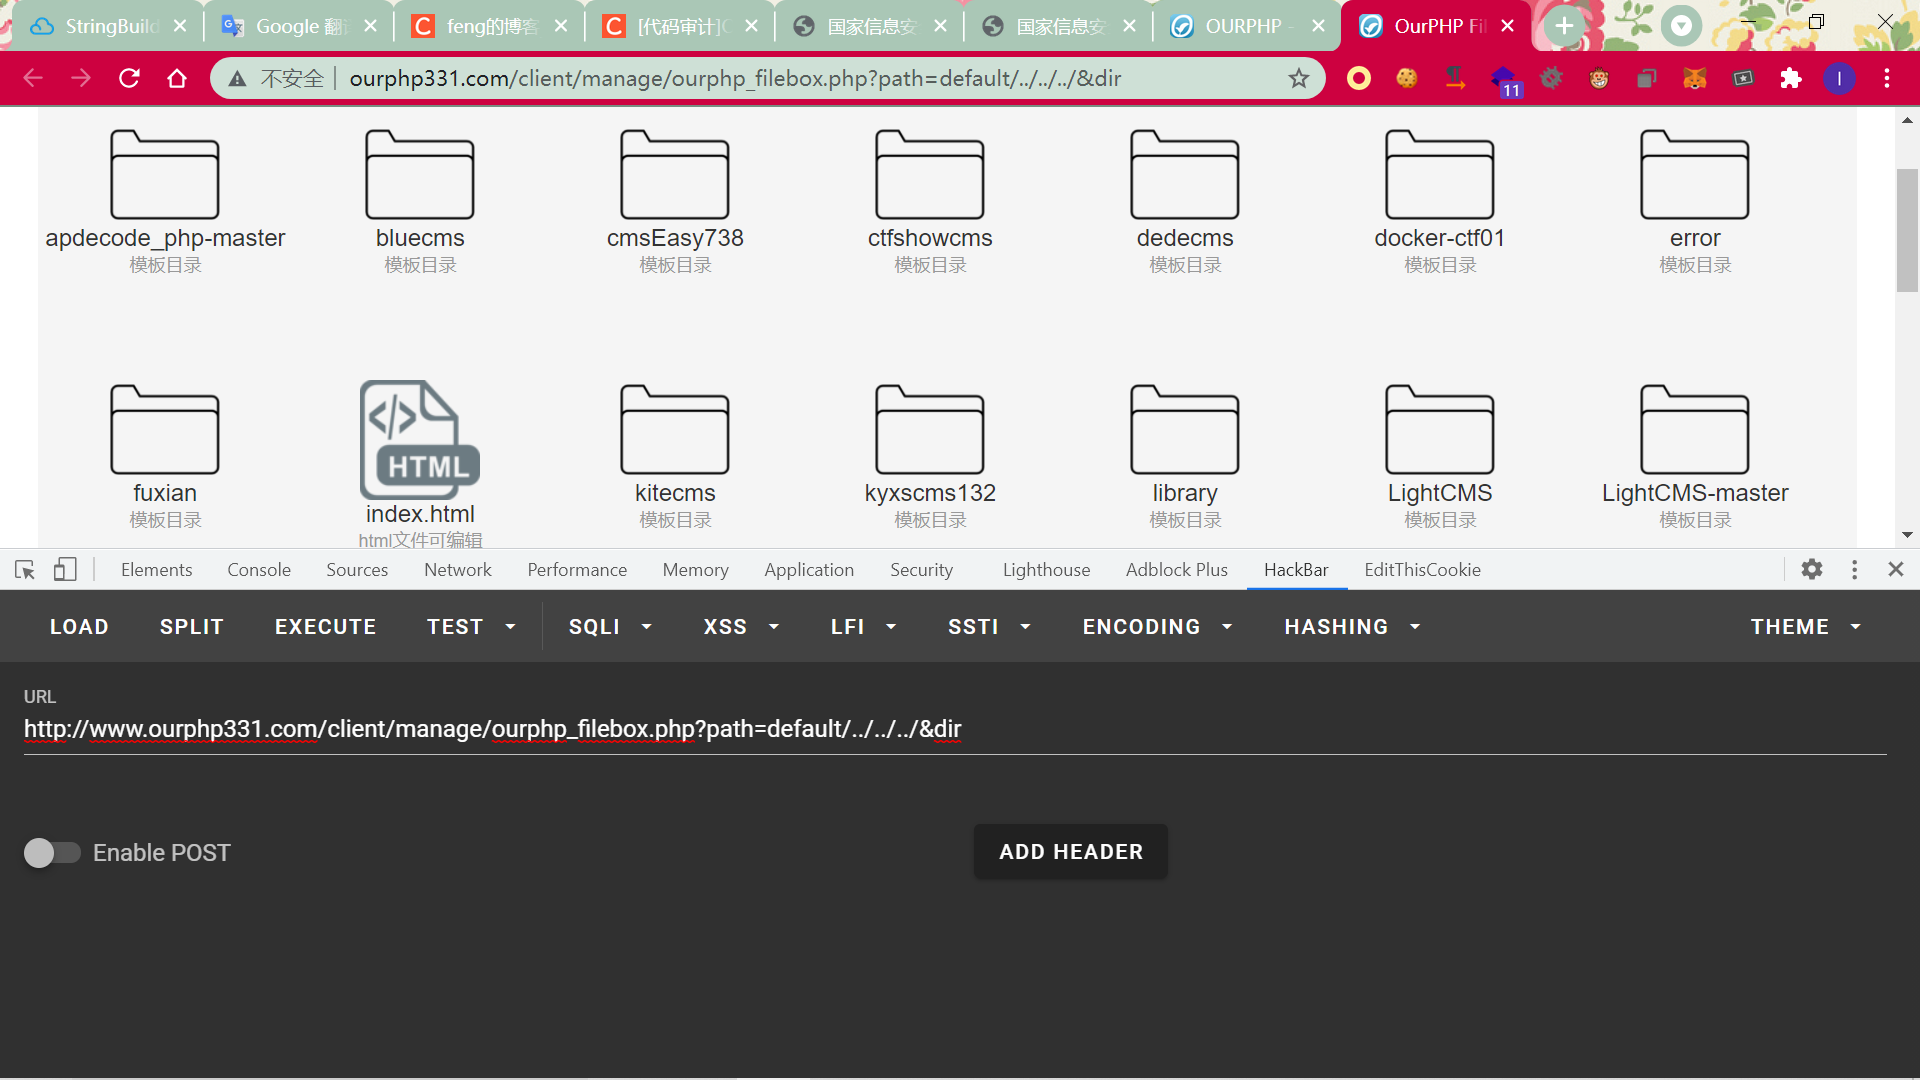 StringBuild
Google 翻
feng的博客
[代码审计]C
国家信息安
国家信息安
OURPHP -
OurPHP Fil
不安全
ourphp331.com/client/manage/ourphp_filebox.php?path=default/../../../&dir
11
I
apdecode_php-master
bluecms
cmsEasy738
ctfshowcms
dedecms
docker-ctf01
error
模板目录
模板目录
模板目录
模板目录
模板目录
模板目录
模板目录
HTML
fuxian
index.html
kitecms
kyxscms132
library
LightCMS
LightCMS-master
模板目录
html文件可编辑
模板目录
模板目录
模板目录
模板目录
模板目录
Elements
Console
Sources
Network
Performance
Memory
Application
Security
Lighthouse
Adblock Plus
HackBar
EditThisCookie
LOAD
SPLIT
EXECUTE
TEST
SQLI
XSS
LFI
SSTI
ENCODING
HASHING
THEME
URL
http://www.ourphp331.com/client/manage/ourphp_filebox.php?path=default/../../../&dir
Enable POST
ADD HEADER